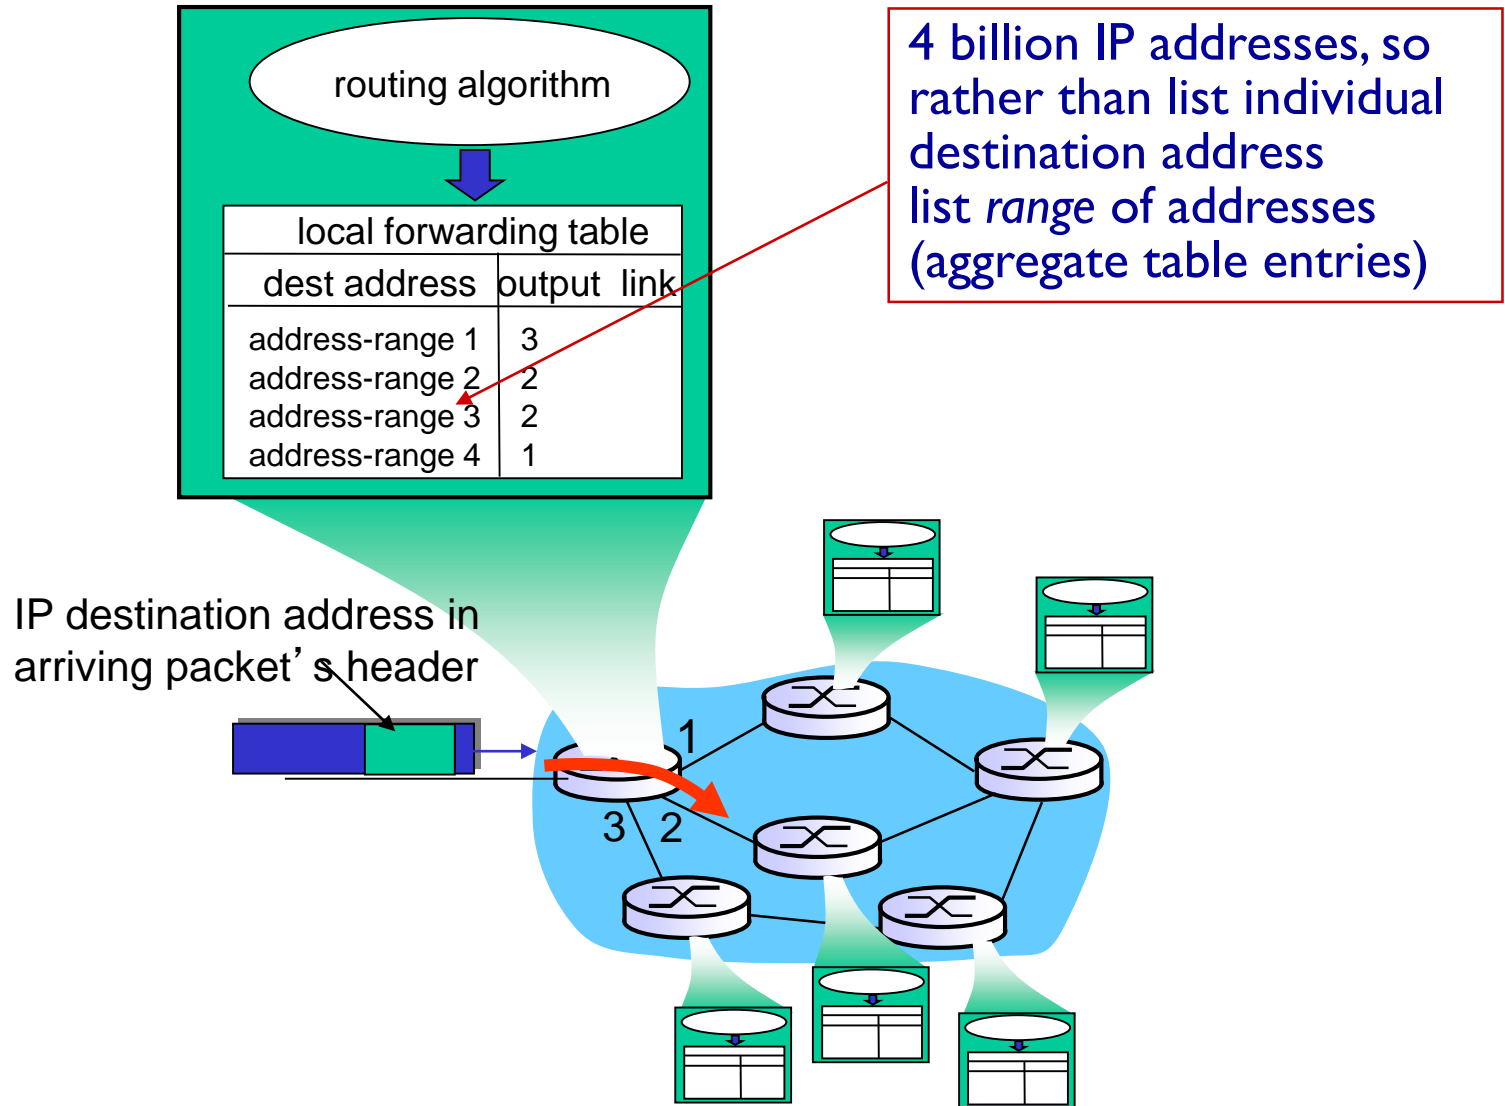 routing algorithm
local forwarding table
dest address output link
address-range 1 3
address-range 2 2
address-range 3 2
address-range 4 1
4 billion IP addresses, so
rather than list individual
destination address
list range of addresses
(aggregate table entries)
IP destination address in
arriving packet’s header
1
3 2